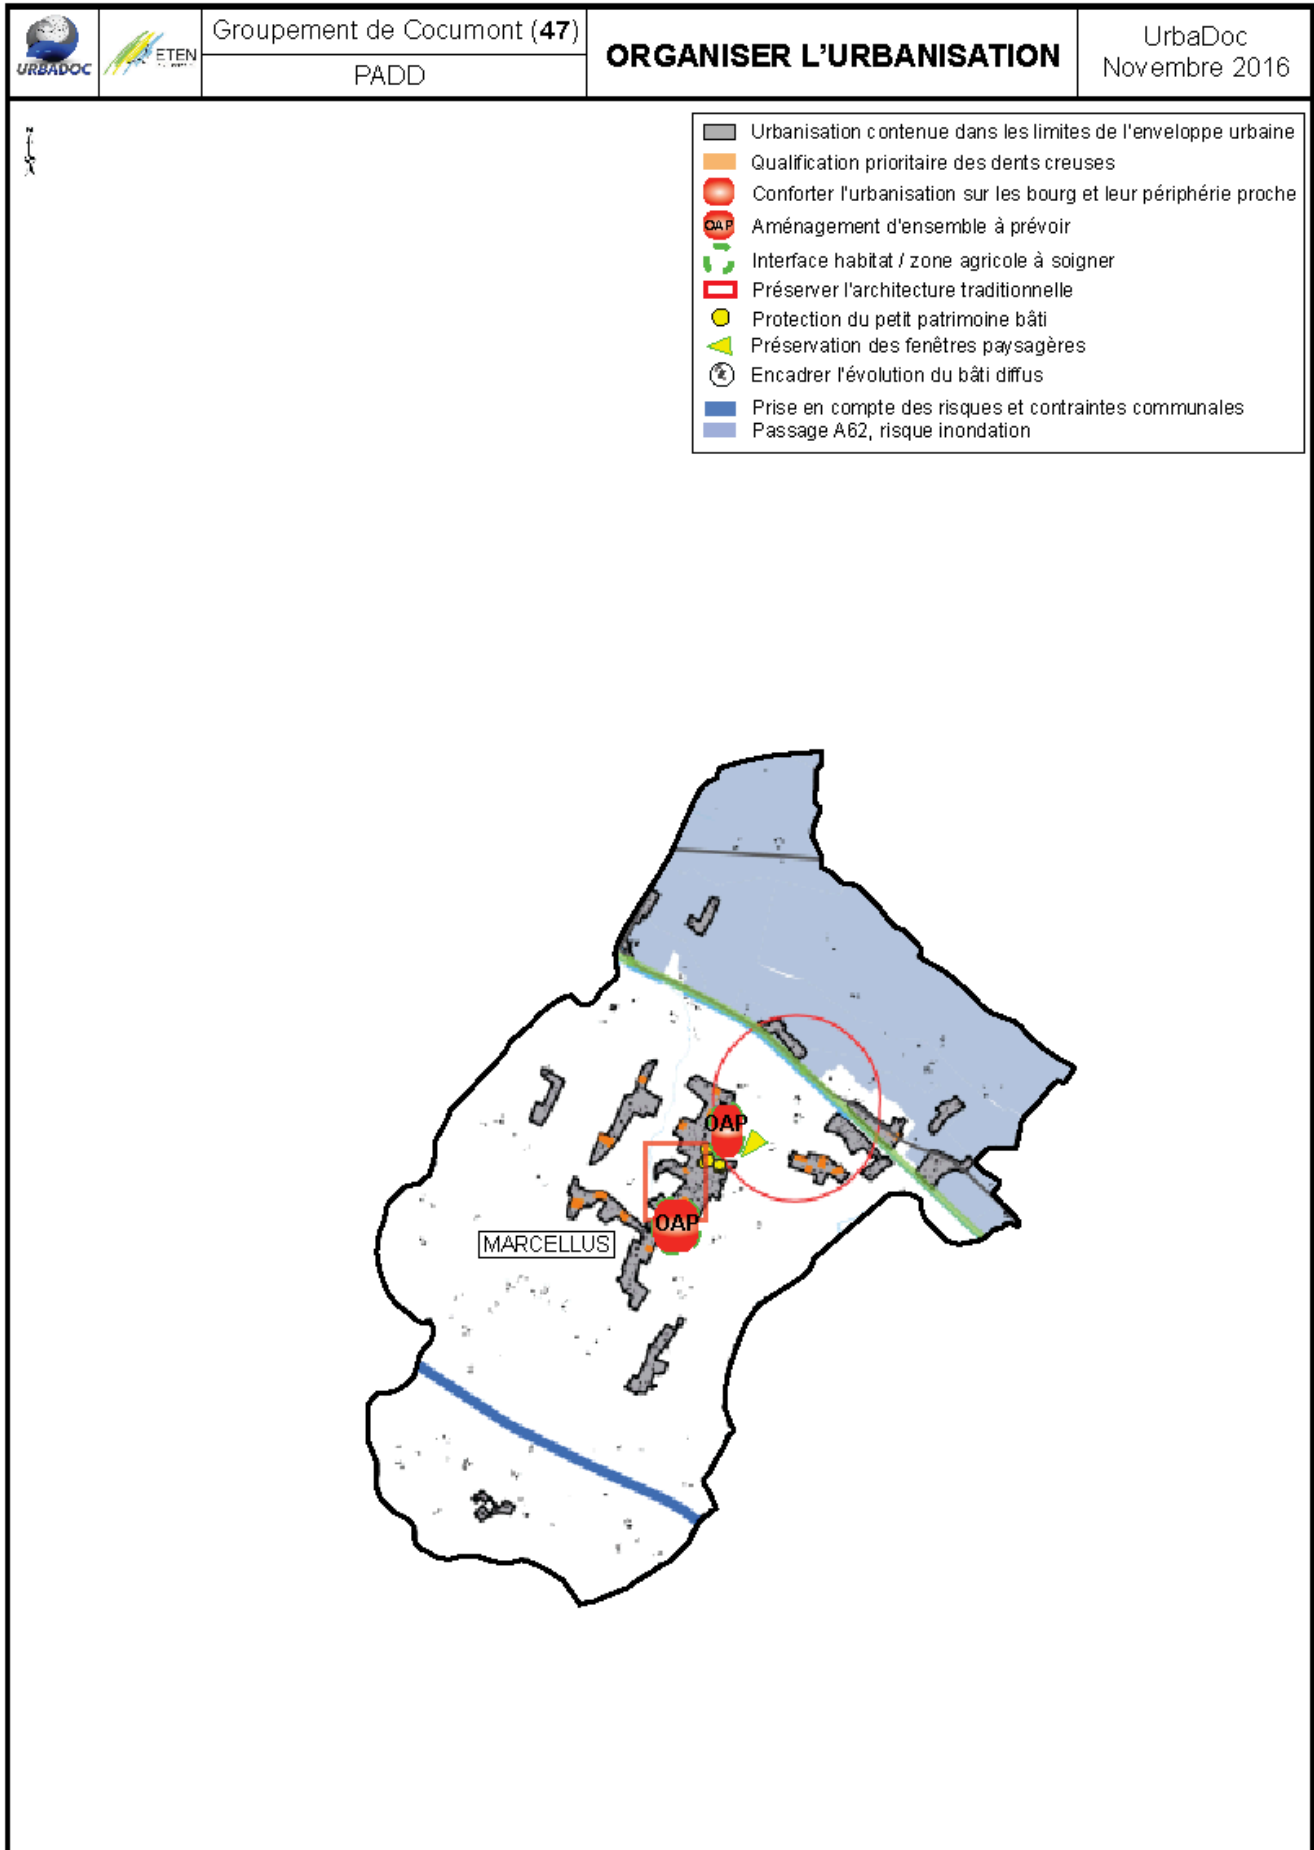 URBADOC
ETEN
Groupement de Cocumont (47)
PADD
ORGANISER L'URBANISATION
UrbaDoc
Novembre 2016
Urbanisation contenue dans les limites de l'enveloppe urbaine
Qualification prioritaire des dents creuses
Conforter l'urbanisation sur les bourg et leur périphérie proche
OAP Aménagement d'ensemble à prévoir
Interface habitat / zone agricole à soigner
Préserver l'architecture traditionnelle
Protection du petit patrimoine bâti
Préservation des fenêtres paysagères
Encadrer l'évolution du bâti diffus
Prise en compte des risques et contraintes communales
Passage A62, risque inondation
OAP
OAP
MARCELLUS